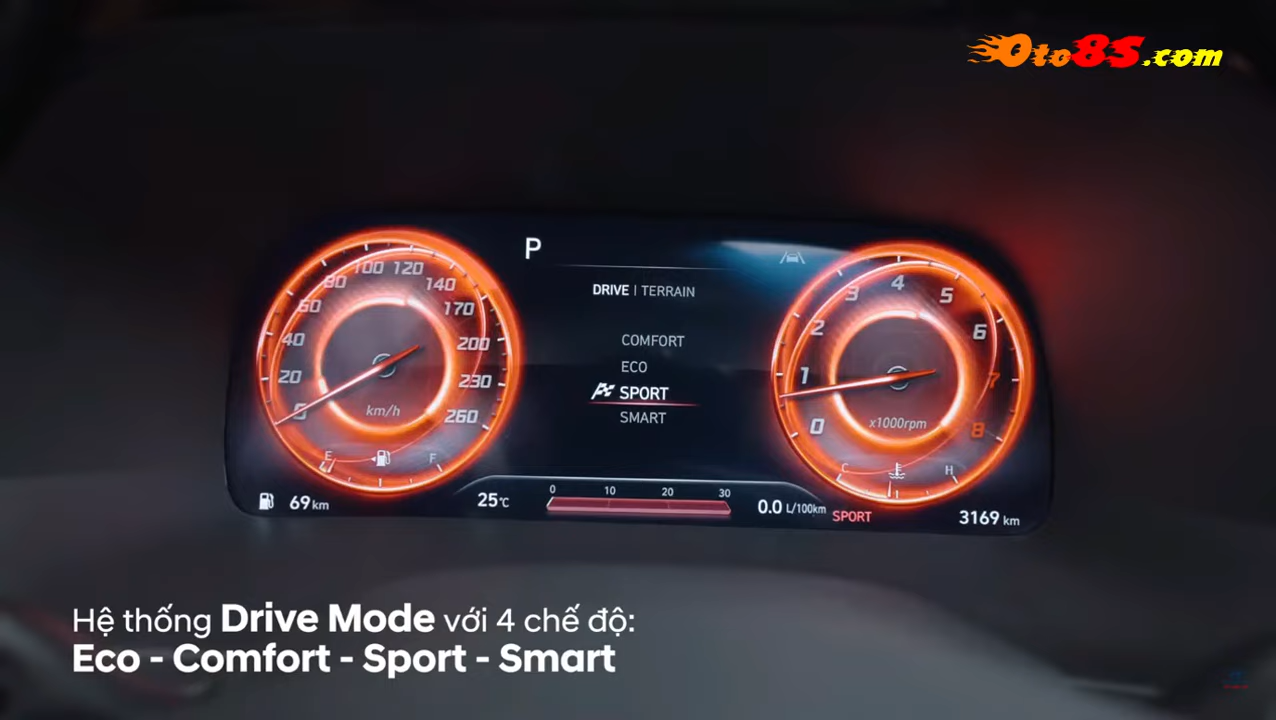 Oto8S.com
P
DRIVE | TERRAIN
COMFORT
ECO
SPORT
SMART
0 20 40 60 80 100 120 140 170 200 230 260
km/h
E F
0 1 2 3 4 5 6 7 8
x1000rpm
C H
69 km
25℃
0 10 20 30
0.0 L/100km
SPORT
3169 km
Hệ thống Drive Mode với 4 chế độ:
Eco - Comfort - Sport - Smart